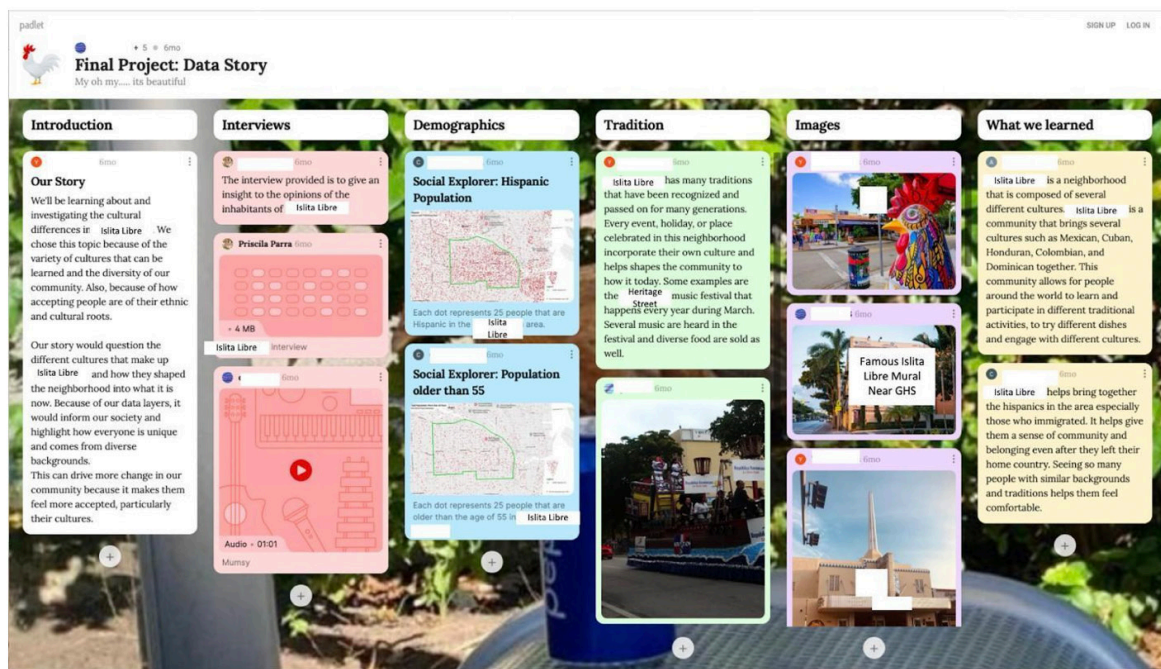 padlet
SIGN UP LOG IN
+ 5 6mo
Final Project: Data Story
My oh my..... its beautiful
Introduction
6mo
Our Story
We'll be learning about and
investigating the cultural
differences in Islita Libre . We
chose this topic because of the
variety of cultures that can be
learned and the diversity of our
community. Also, because of how
accepting people are of their ethnic
and cultural roots.
Our story would question the
different cultures that make up
Islita Libre and how they shaped
the neighborhood into what it is
now. Because of our data layers, it
would inform our society and
highlight how everyone is unique
and comes from diverse
backgrounds.
This can drive more change in our
community because it makes them
feel more accepted, particularly
their cultures.
Interviews
6mo
The interview provided is to give an
insight to the opinions of the
inhabitants of Islita Libre
Priscila Parra 6mo
4 MB
Islita Libre interview
6mo
Audio • 01:01
Mumsy
Demographics
6mo
Social Explorer: Hispanic
Population
Each dot represents 25 people that are
Hispanic in the Islita
Libre area.
6mo
Social Explorer: Population
older than 55
Each dot represents 25 people that are
older than the age of 55 in Islita Libre
Tradition
6mo
Islita Libre has many traditions
that have been recognized and
passed on for many generations.
Every event, holiday, or place
celebrated in this neighborhood
incorporate their own culture and
helps shapes the community to
how it today. Some examples are
the Heritage
Street music festival that
happens every year during March.
Several music are heard in the
festival and diverse food are sold as
well.
6mo
Images
6mo
6mo
Famous Islita
Libre Mural
Near GHS
6mo
What we learned
6mo
Islita Libre is a neighborhood
that is composed of several
different cultures. Islita Libre is a
community that brings several
cultures such as Mexican, Cuban,
Honduran, Colombian, and
Dominican together. This
community allows for people
around the world to learn and
participate in different traditional
activities, to try different dishes
and engage with different cultures.
6mo
Islita Libre helps bring together
the hispanics in the area especially
those who immigrated. It helps give
them a sense of community and
belonging even after they left their
home country. Seeing so many
people with similar backgrounds
and traditions helps them feel
comfortable.